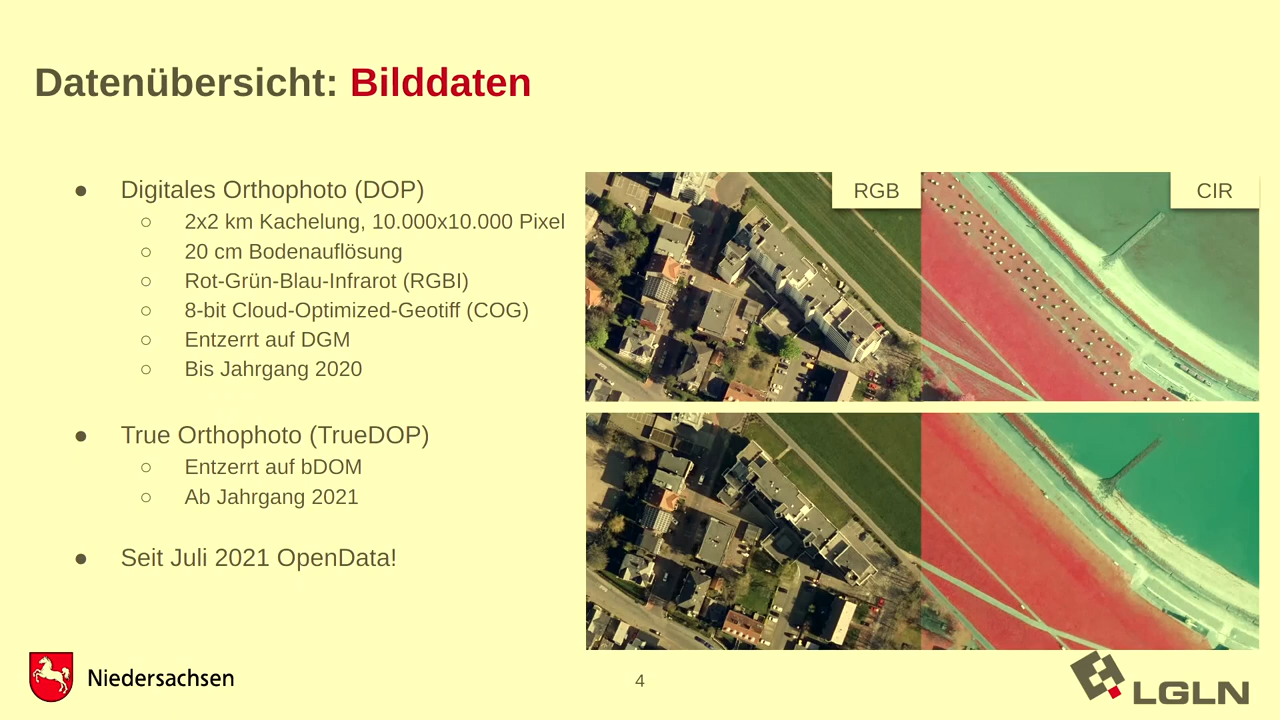 Datenübersicht: Bilddaten
● Digitales Orthophoto (DOP)
○ 2x2 km Kachelung, 10.000x10.000 Pixel
○ 20 cm Bodenauflösung
○ Rot-Grün-Blau-Infrarot (RGBI)
○ 8-bit Cloud-Optimized-Geotiff (COG)
○ Entzerrt auf DGM
○ Bis Jahrgang 2020
● True Orthophoto (TrueDOP)
○ Entzerrt auf bDOM
○ Ab Jahrgang 2021
● Seit Juli 2021 OpenData!
RGB
CIR
Niedersachsen
4
LGLN